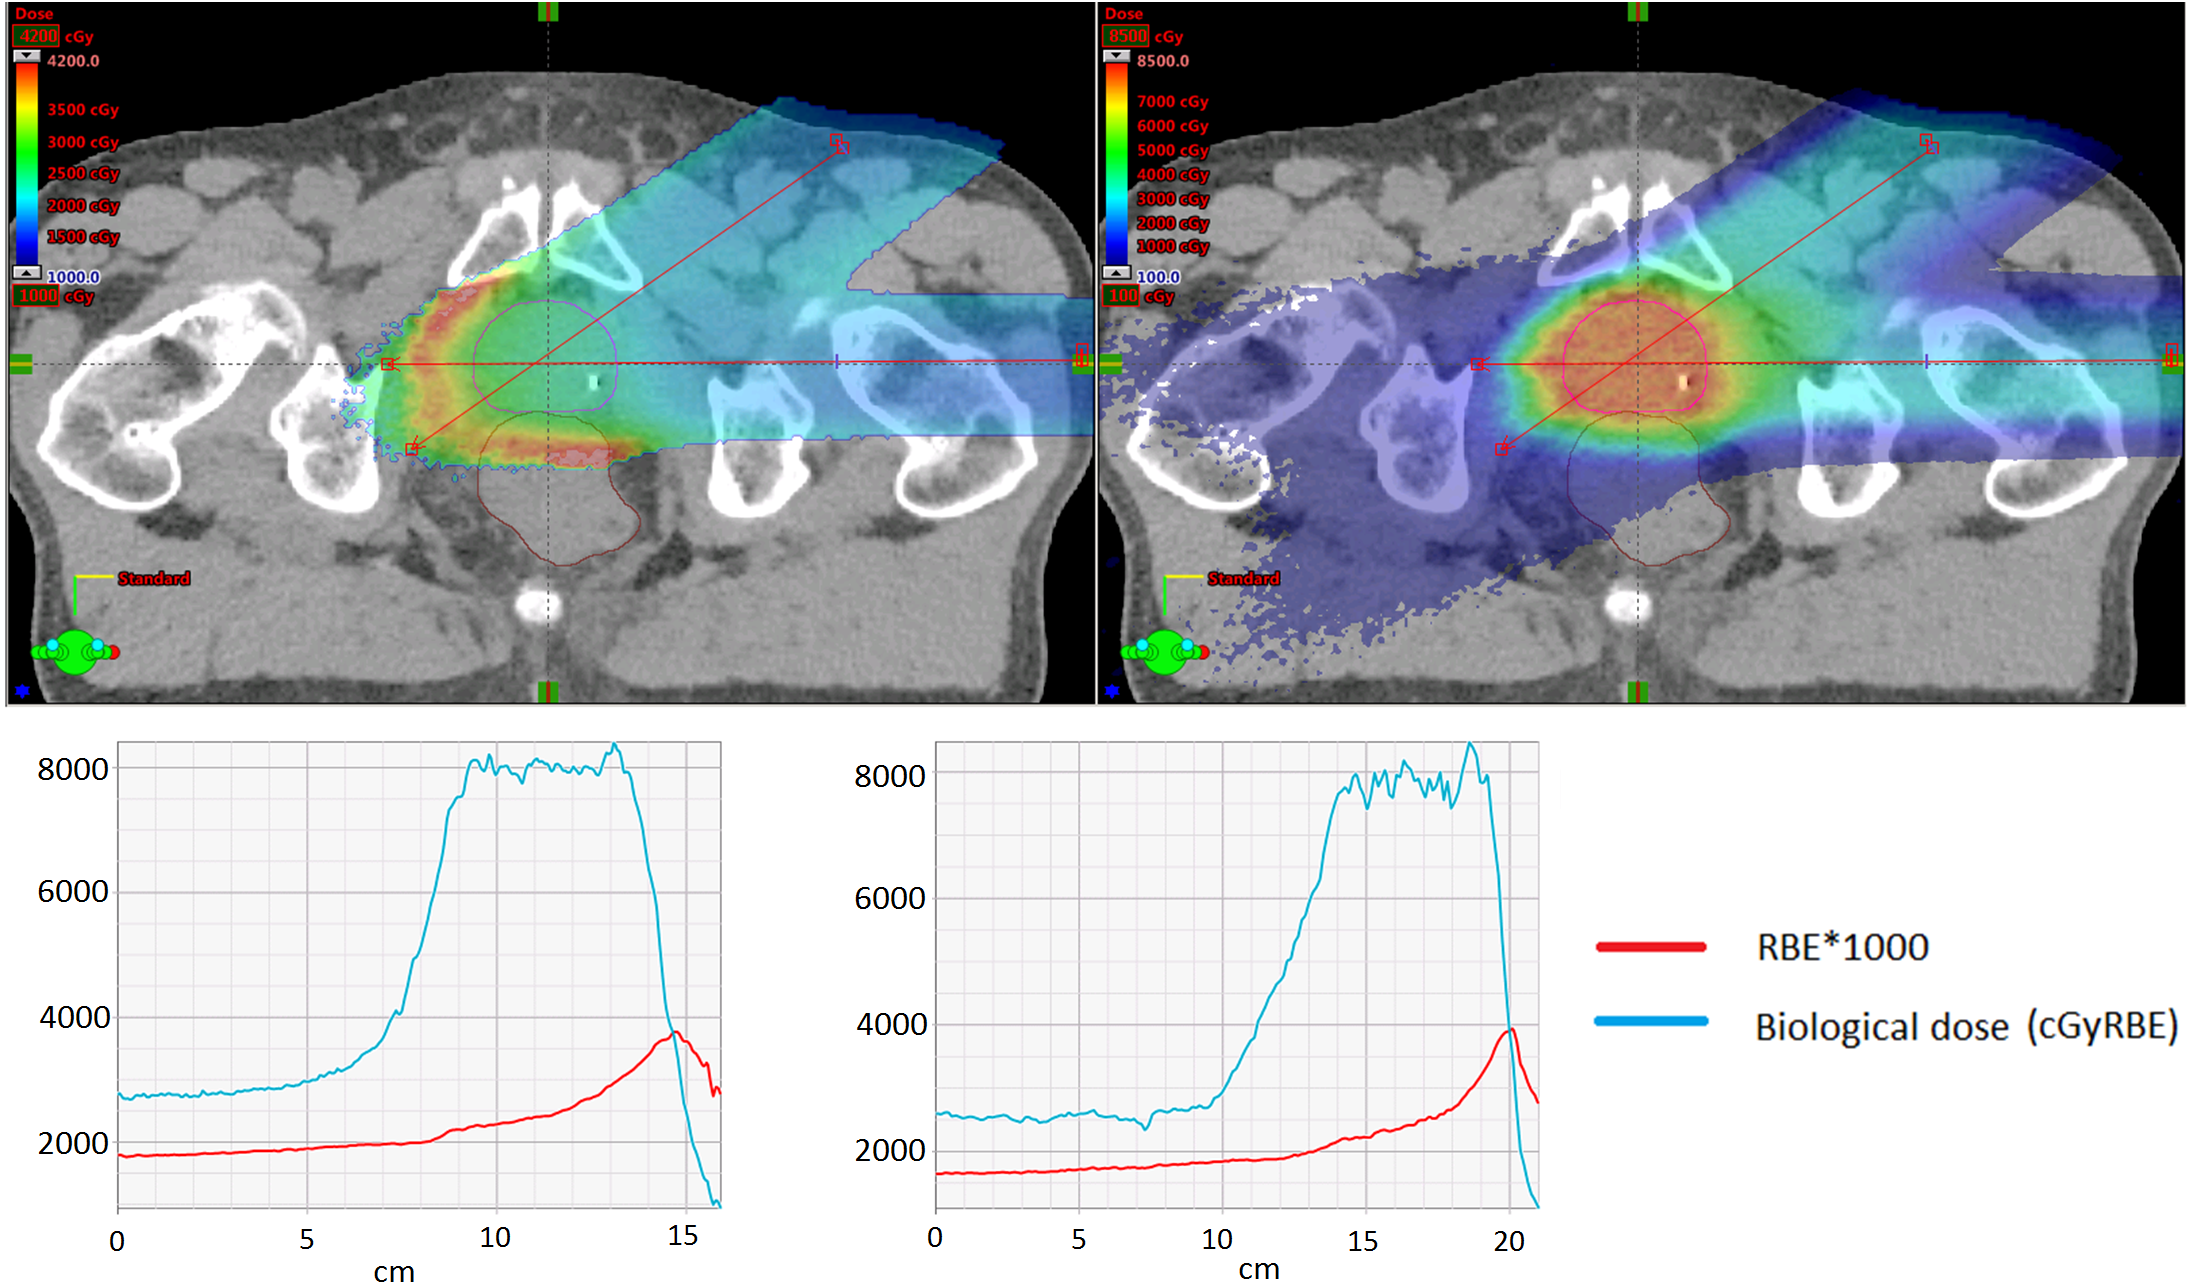 Dose
4200 cGy
4200.0
3500 cGy
3000 cGy
2500 cGy
2000 cGy
1500 cGy
1000.0
1000 cGy
Standard
Dose
8500 cGy
8500.0
7000 cGy
6000 cGy
5000 cGy
4000 cGy
3000 cGy
2000 cGy
1000 cGy
100.0
100 cGy
Standard
8000
6000
4000
2000
0 5 10 15
cm
8000
6000
4000
2000
0 5 10 15 20
cm
RBE*1000
Biological dose (cGyRBE)